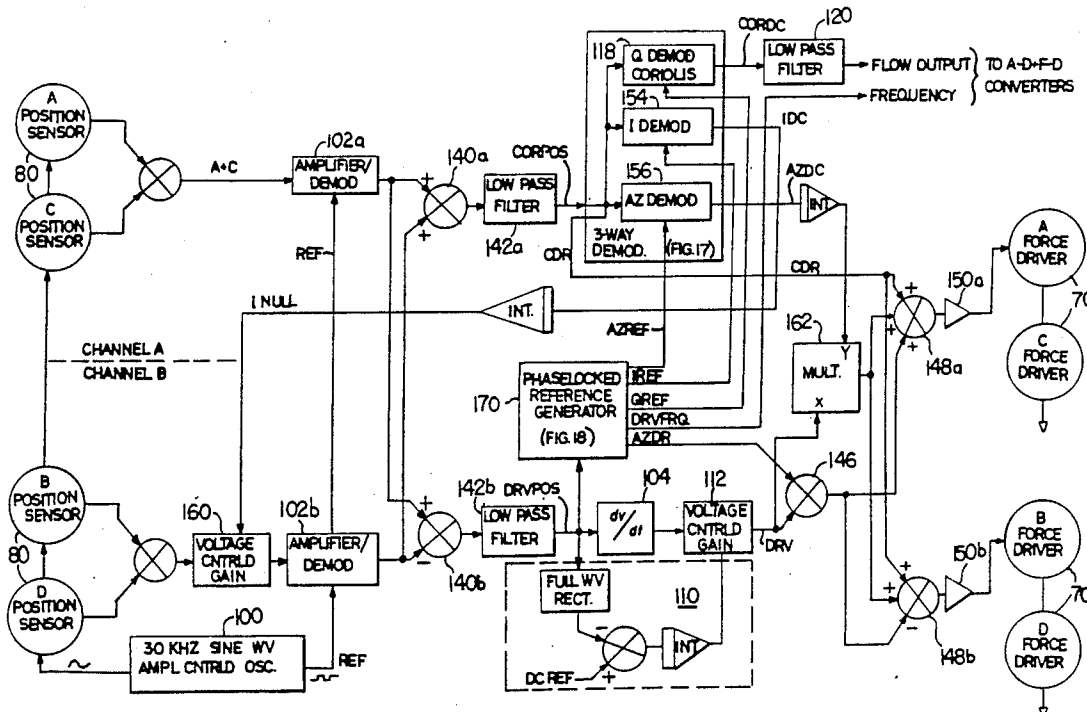 A
POSITION
SENSOR
80
C
POSITION
SENSOR
A+C
102a
AMPLIFIER/
DEMOD
REF
140a
+
+
LOW PASS
FILTER
142a
CORPOS
118
Q DEMOD
CORIOLIS
154
I DEMOD
156
AZ DEMOD
3-WAY
DEMOD.
(FIG.17)
CORDC
120
LOW PASS
FILTER
FLOW OUTPUT
FREQUENCY
TO A-D+F-D
CONVERTERS
IDC
AZDC
INT
CDR
CDR
I NULL
INT.
AZREF
CHANNEL A
CHANNEL B
170
PHASELOCKED
REFERENCE
GENERATOR
(FIG.18)
IREF
QREF
DRVFRQ.
AZDR
162
Y
MULT.
X
+
+
+
148a
150a
A
FORCE
DRIVER
70
C
FORCE
DRIVER
B
POSITION
SENSOR
80
D
POSITION
SENSOR
160
VOLTAGE
CNTRLD
GAIN
102b
AMPLIFIER/
DEMOD
+
-
140b
142b
LOW PASS
FILTER
DRVPOS
104
dv/dt
112
VOLTAGE
CNTRLD
GAIN
DRV
146
FULL WV
RECT.
110
-
+
INT
DC REF
100
30 KHZ SINE WV
AMPL CNTRLD OSC.
REF
+
+
-
148b
150b
B
FORCE
DRIVER
70
D
FORCE
DRIVER